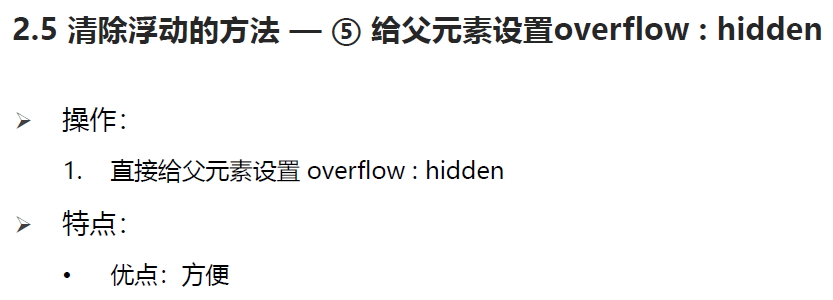 2.5 清除浮动的方法 — ⑤ 给父元素设置overflow : hidden
➢ 操作：
1. 直接给父元素设置 overflow : hidden
➢ 特点：
• 优点：方便